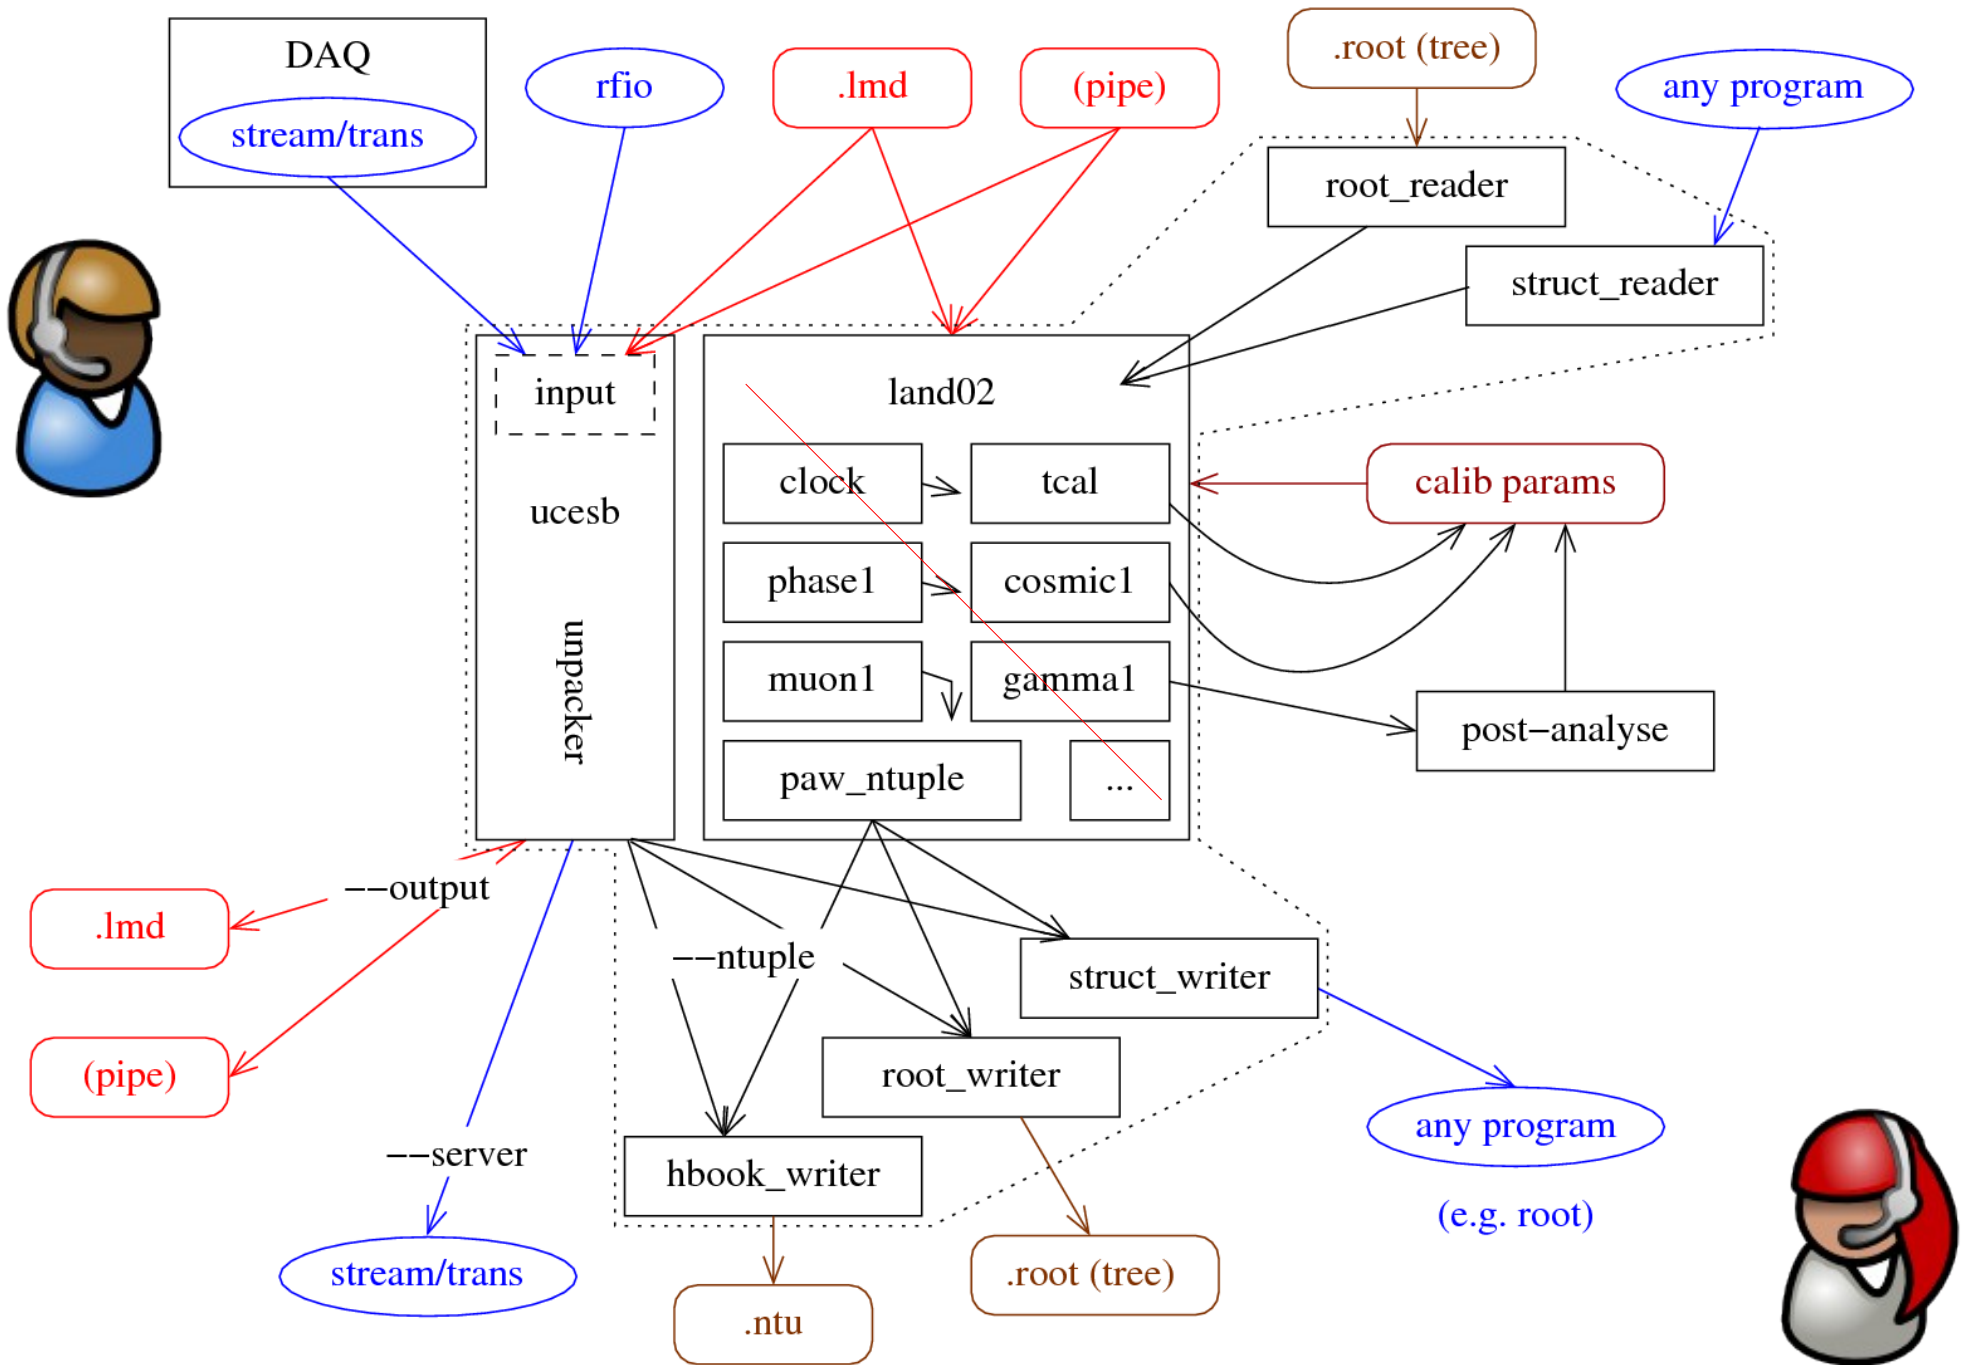 DAQ
stream/trans
rfio
.lmd
(pipe)
.root (tree)
any program
root_reader
struct_reader
input
ucesb
unpacker
land02
clock
tcal
phase1
cosmic1
muon1
gamma1
paw_ntuple
...
calib params
post−analyse
−−output
.lmd
(pipe)
−−server
stream/trans
−−ntuple
struct_writer
root_writer
hbook_writer
any program
(e.g. root)
.root (tree)
.ntu